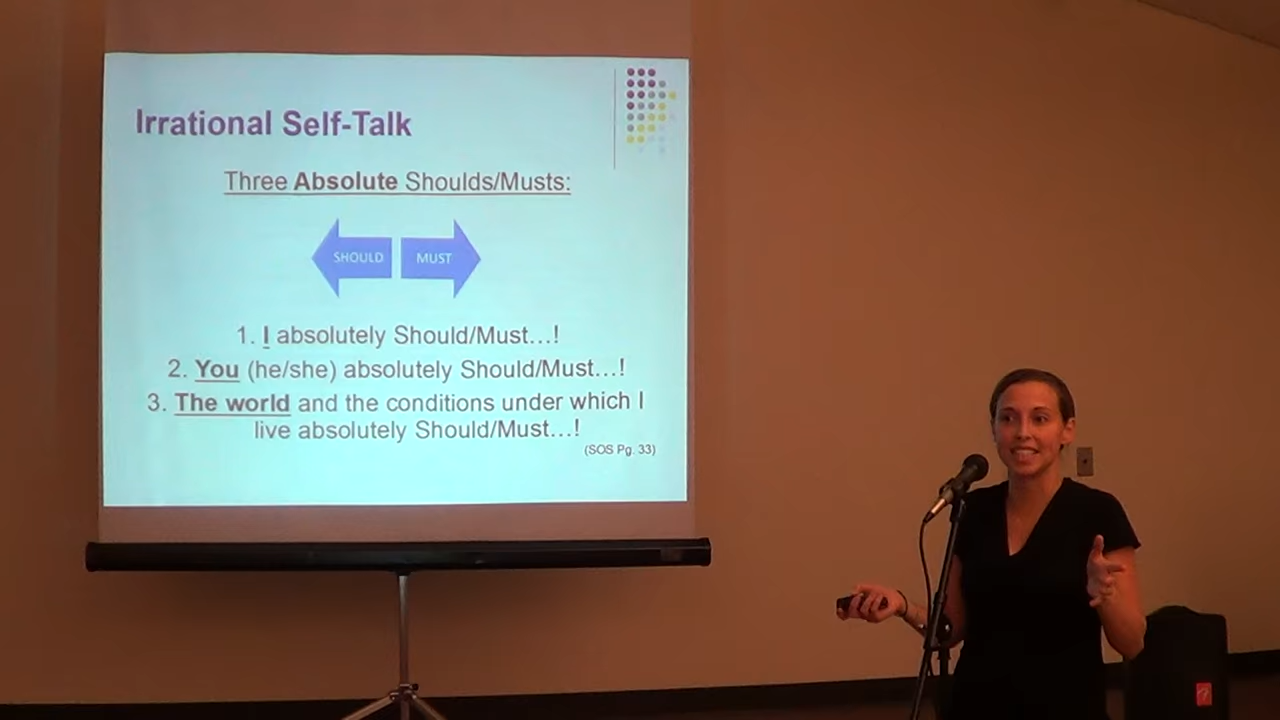 Irrational Self-Talk
Three Absolute Shoulds/Musts:
SHOULD MUST
1. I absolutely Should/Must...!
2. You (he/she) absolutely Should/Must...!
3. The world and the conditions under which I
live absolutely Should/Must...!
(SOS Pg. 33)